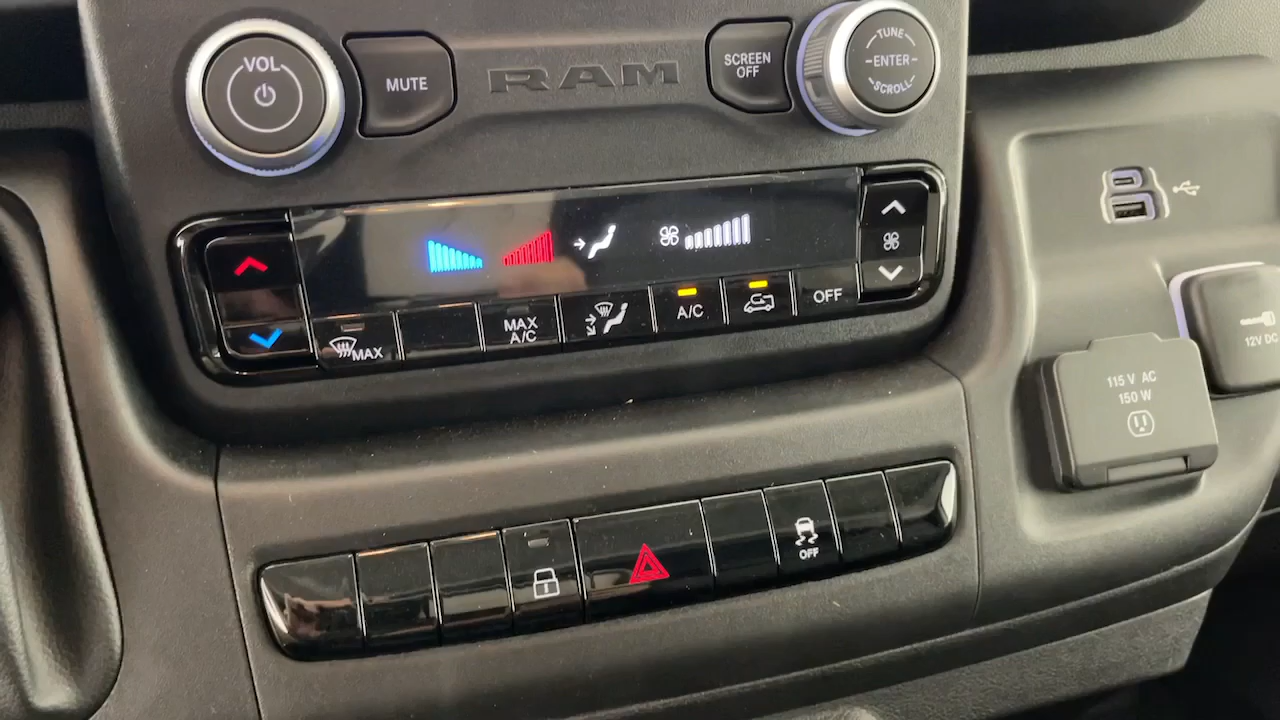 VOL
MUTE
RAM
SCREEN
OFF
TUNE
-ENTER-
SCROLL
MAX
MAX
A/C
A/C
OFF
115 V AC
150 W
12V DC
OFF